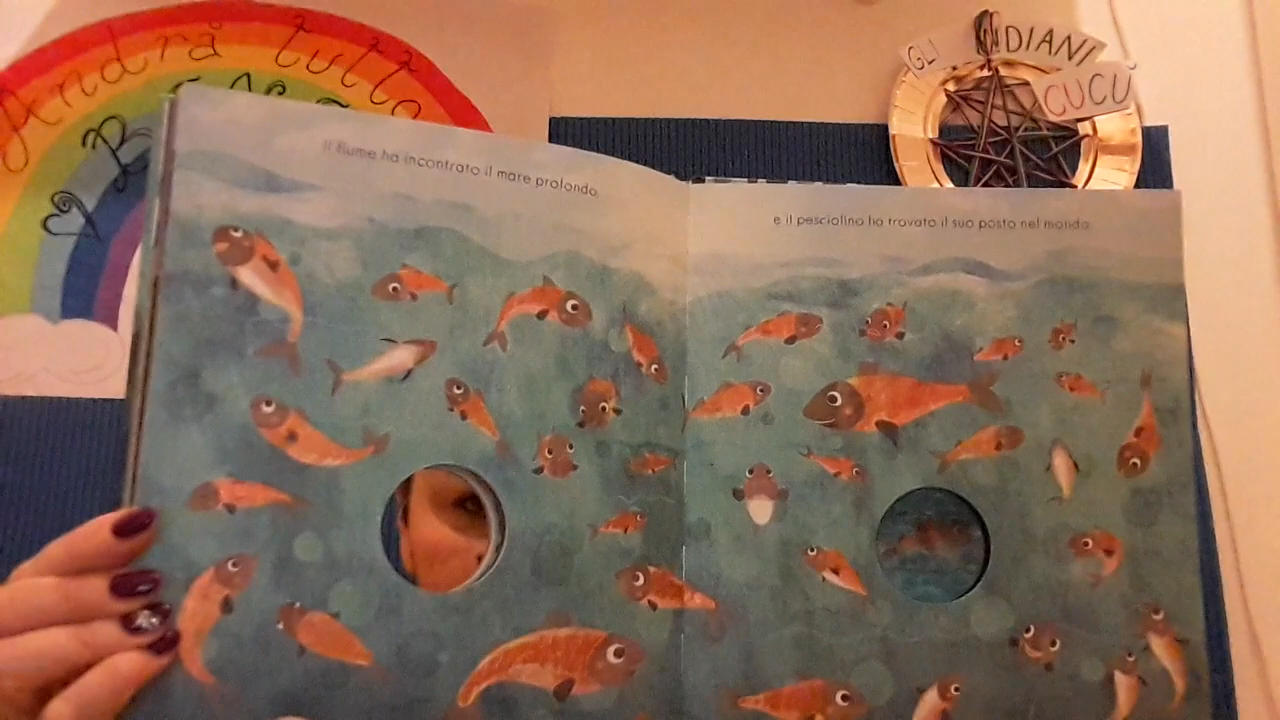 Andrà tutto
B
GLI INDIANI
CUCÙ
Il fiume ha incontrato il mare profondo,
e il pesciolino ha trovato il suo posto nel mondo.